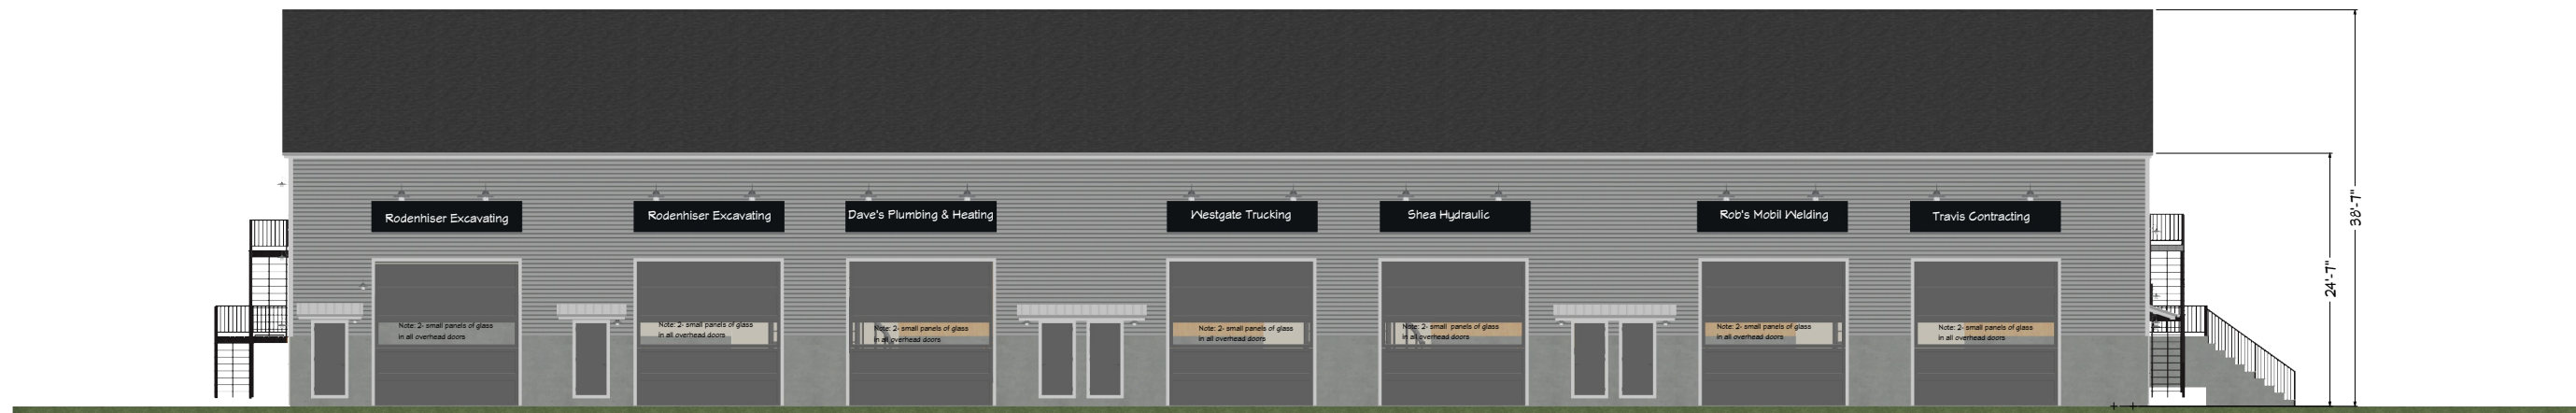 Rodenhiser Excavating
Rodenhiser Excavating
Dave's Plumbing & Heating
Westgate Trucking
Shea Hydraulic
Rob's Mobil Welding
Travis Contracting
38'-7"
24'-7"
Note: 2- small panels of glass
in all overhead doors
Note: 2- small panels of glass
in all overhead doors
Note: 2- small panels of glass
in all overhead doors
Note: 2- small panels of glass
in all overhead doors
Note: 2- small panels of glass
in all overhead doors
Note: 2- small panels of glass
in all overhead doors
Note: 2- small panels of glass
in all overhead doors